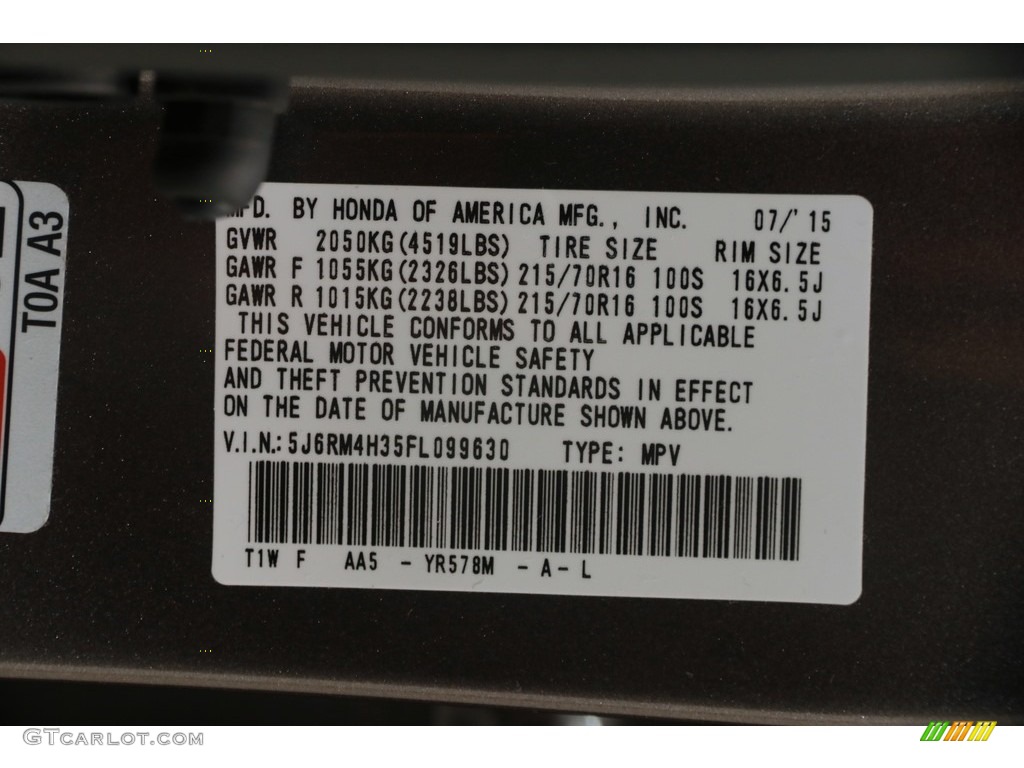 MFD. BY HONDA OF AMERICA MFG., INC. 07/'15
GVWR 2050KG(4519LBS) TIRE SIZE RIM SIZE
GAWR F 1055KG(2326LBS) 215/70R16 100S 16X6.5J
GAWR R 1015KG(2238LBS) 215/70R16 100S 16X6.5J
THIS VEHICLE CONFORMS TO ALL APPLICABLE
FEDERAL MOTOR VEHICLE SAFETY
AND THEFT PREVENTION STANDARDS IN EFFECT
ON THE DATE OF MANUFACTURE SHOWN ABOVE.
V.I.N.: 5J6RM4H35FL099630 TYPE: MPV
T1W F AA5 - YR578M - A - L
T0A A3
GTCarlot.com